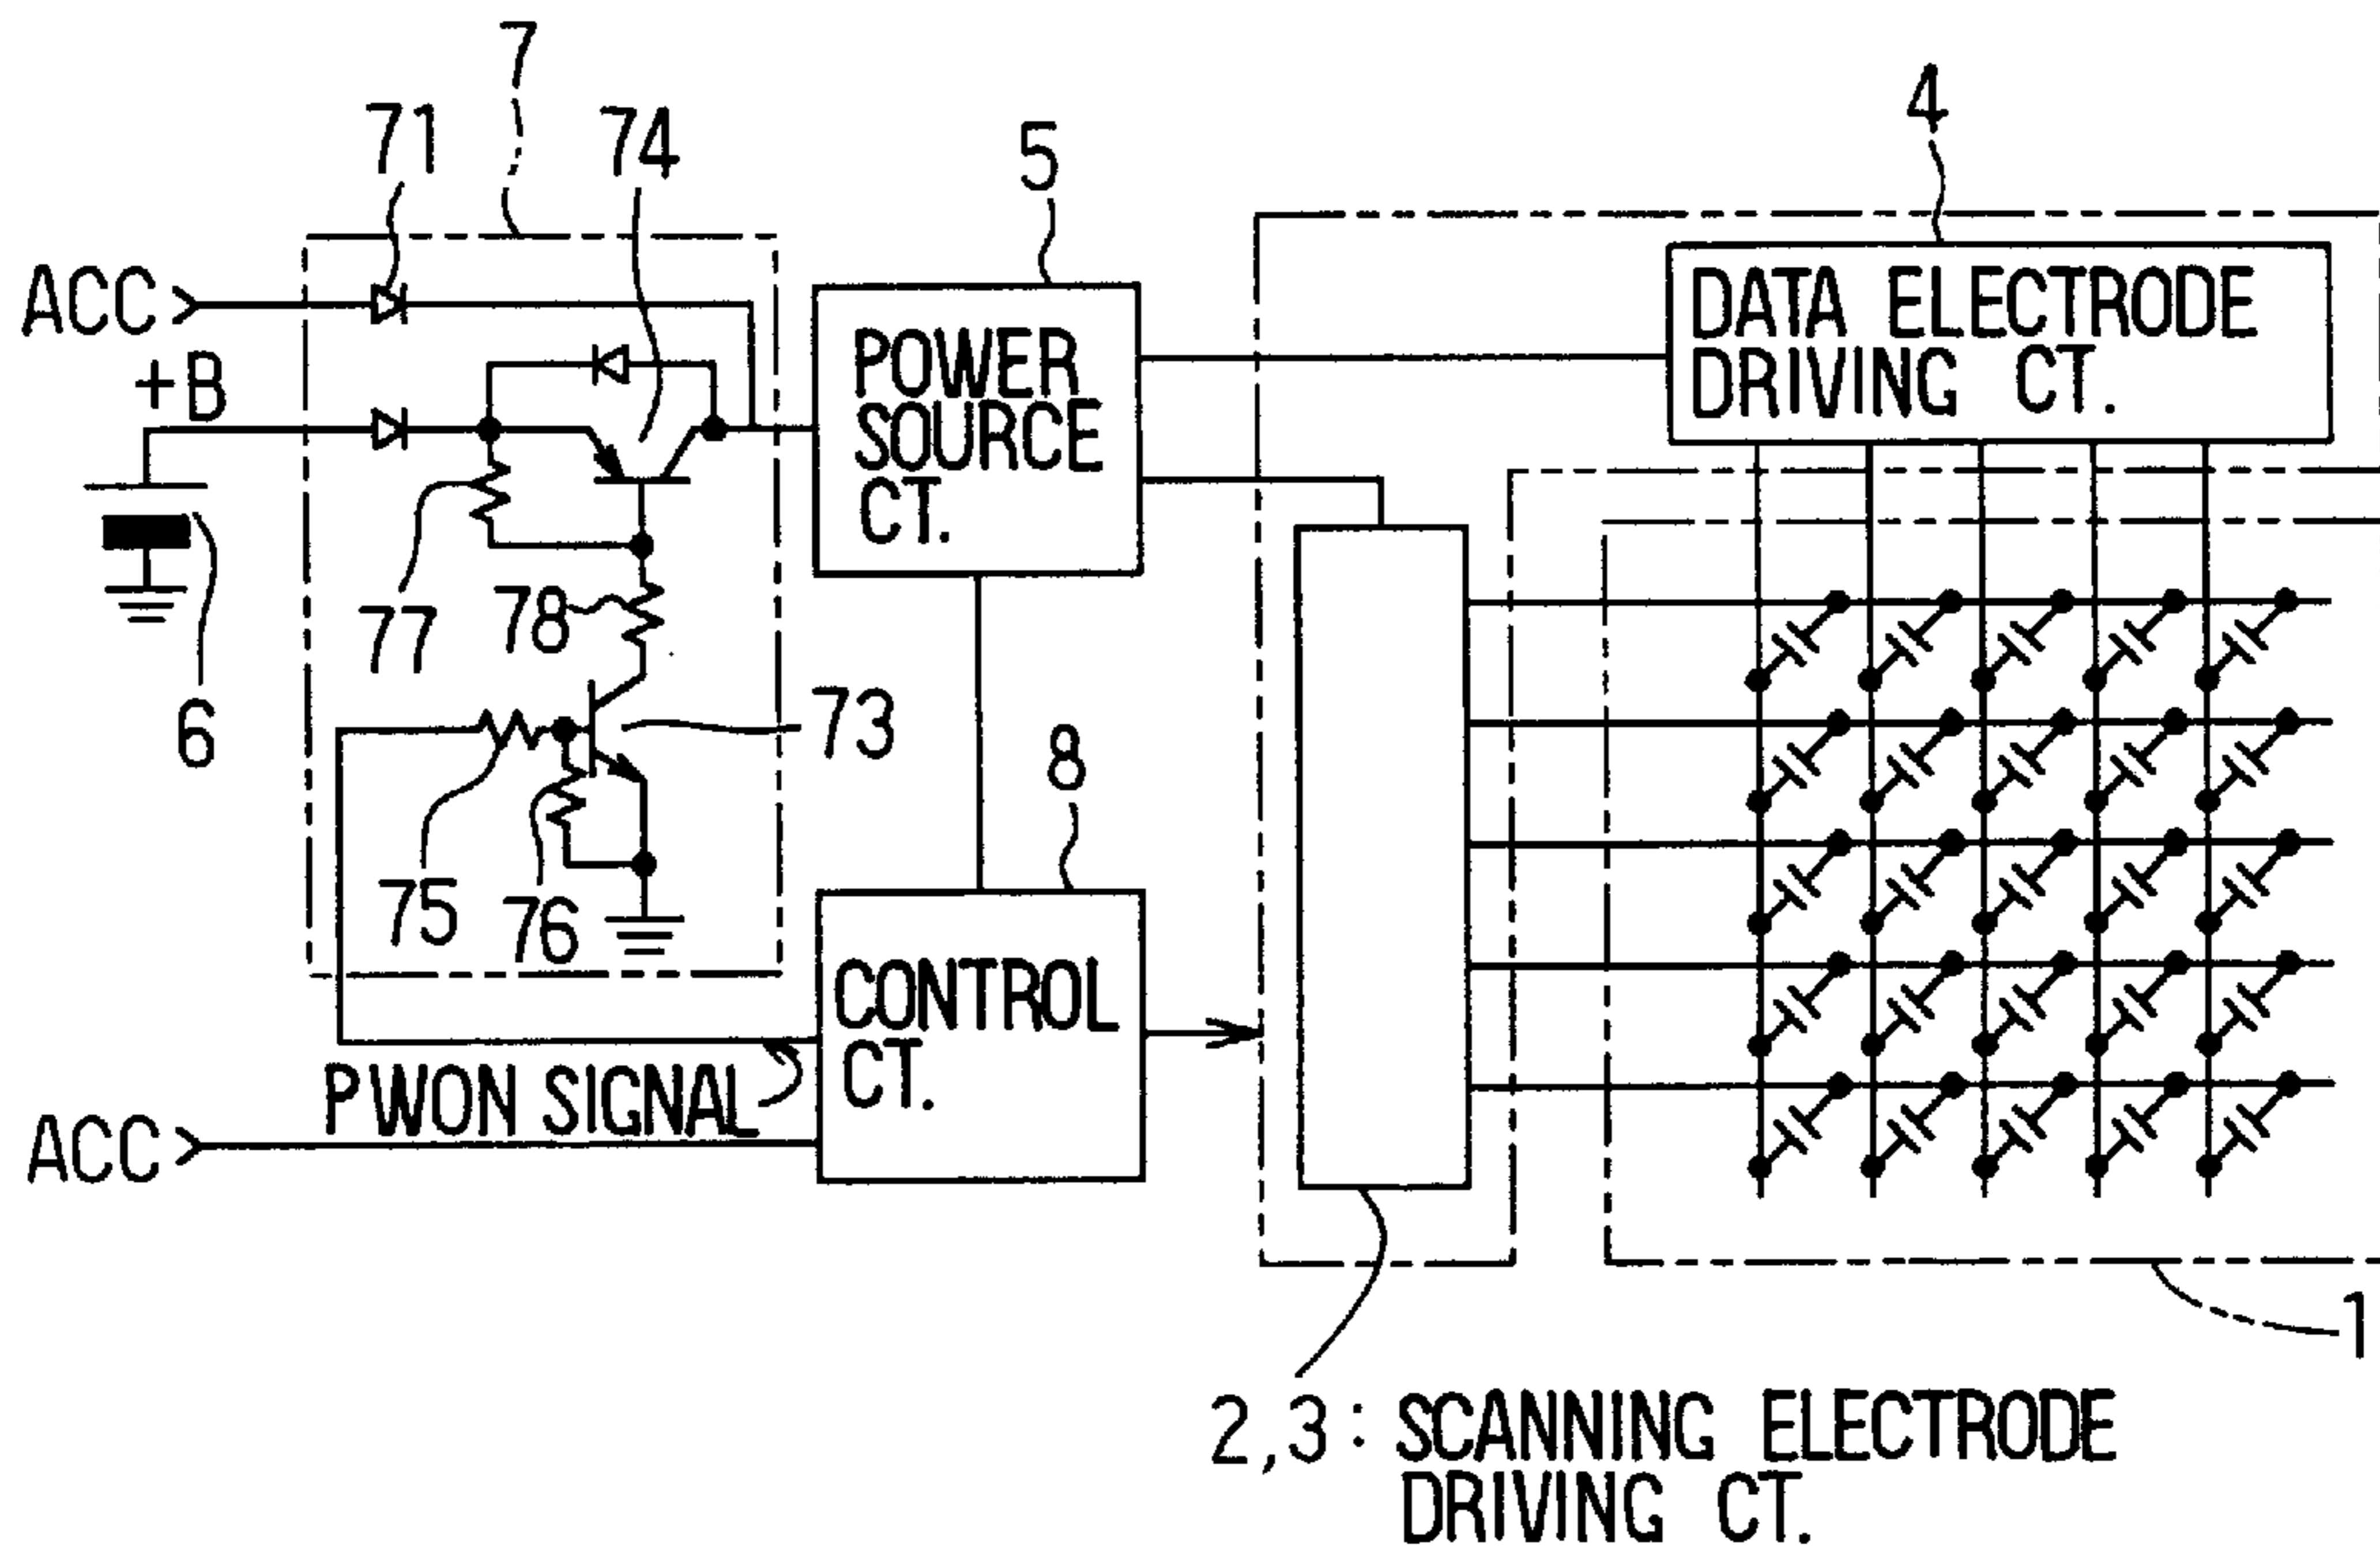 7
71
74
5
4
ACC
+B
POWER
SOURCE
CT.
DATA ELECTRODE
DRIVING CT.
77
78
6
73
8
75
76
CONTROL
CT.
PWON SIGNAL
ACC
1
2,3: SCANNING ELECTRODE
DRIVING CT.